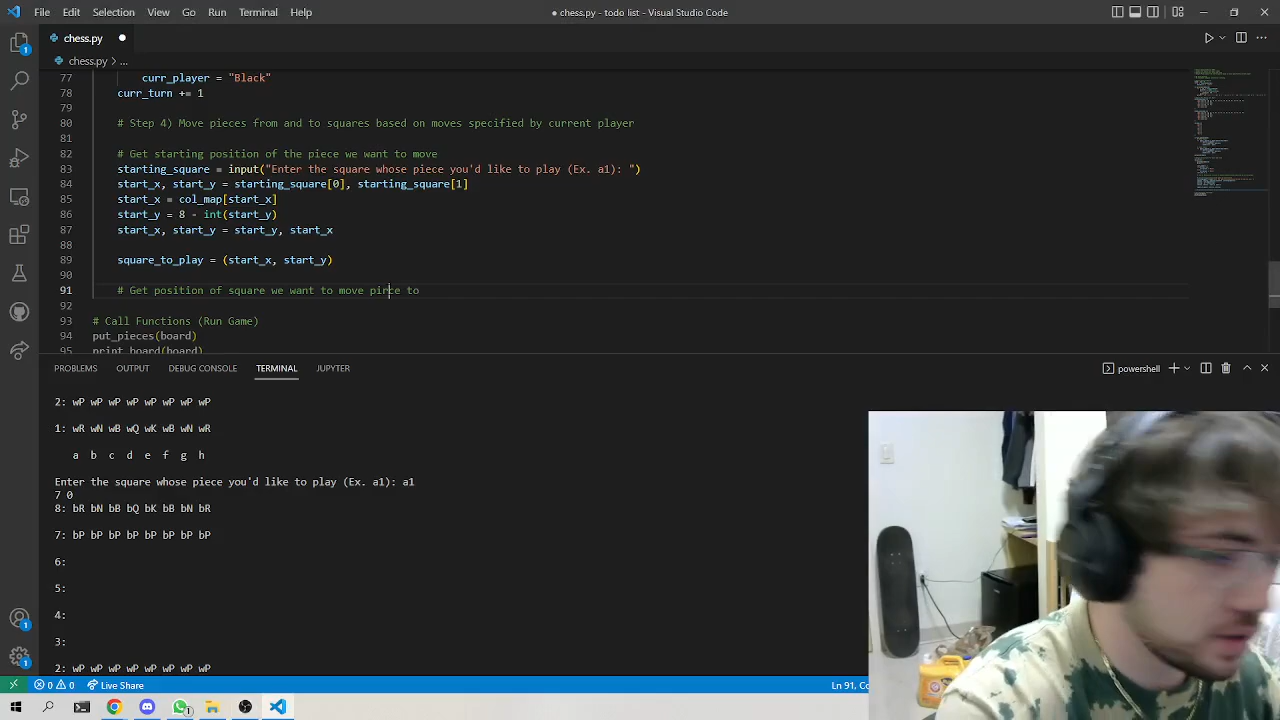 File Edit Selection View Go Run Terminal Help
● chess.py - todo list - Visual Studio Code
chess.py ●
chess.py > ...
77 curr_player = "Black"
78 curr_turn += 1
79
80 # Step 4) Move pieces from and to squares based on moves specified by current player
81
82 # Get starting position of the piece we want to move
83 starting_square = input("Enter the square whose piece you'd like to play (Ex. a1): ")
84 start_x, start_y = starting_square[0], starting_square[1]
85 start_x = col_map[start_x]
86 start_y = 8 - int(start_y)
87 start_x, start_y = start_y, start_x
88
89 square_to_play = (start_x, start_y)
90
91 # Get position of square we want to move pirce to
92
93 # Call Functions (Run Game)
94 put_pieces(board)
95 print_board(board)
PROBLEMS OUTPUT DEBUG CONSOLE TERMINAL JUPYTER
powershell
2: wP wP wP wP wP wP wP wP
1: wR wN wB wQ wK wB wN wR
a b c d e f g h
Enter the square whose piece you'd like to play (Ex. a1): a1
7 0
8: bR bN bB bQ bK bB bN bR
7: bP bP bP bP bP bP bP bP
6:
5:
4:
3:
2: wP wP wP wP wP wP wP wP
0 0 Live Share
Ln 91,